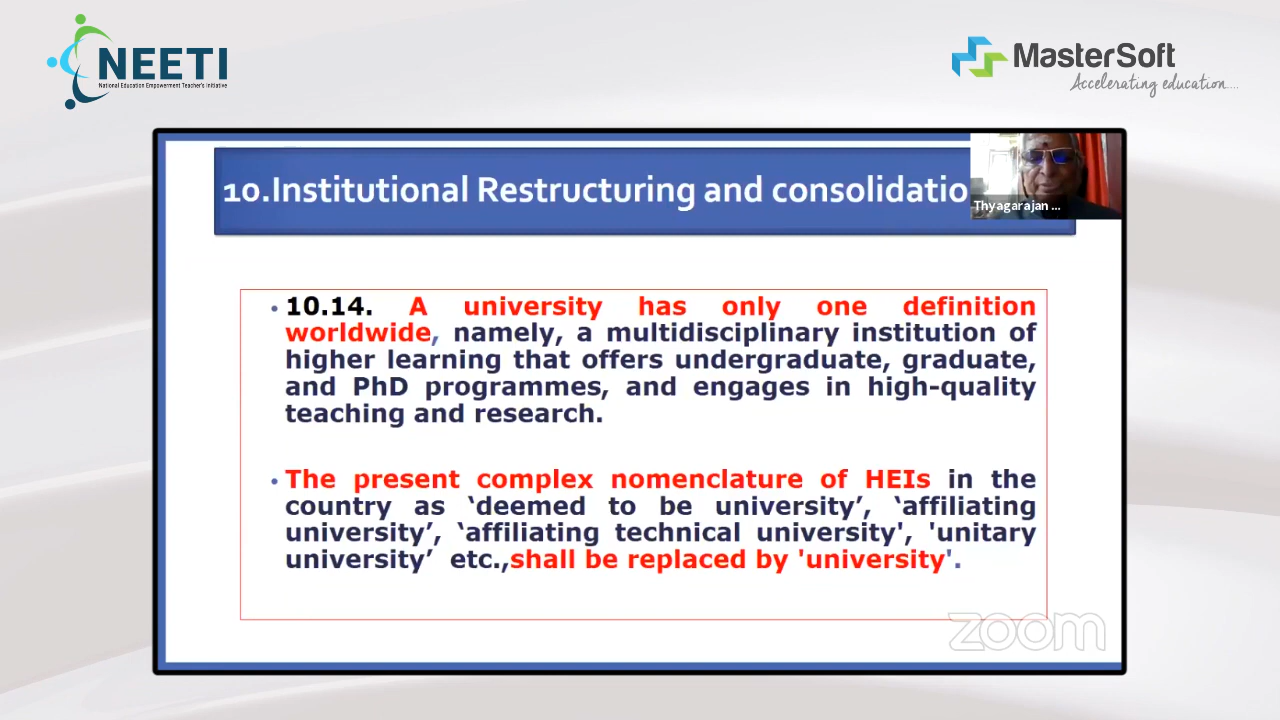 NEETI
National Education Empowerment Teacher's Initiative
MasterSoft
Accelerating education....
10.Institutional Restructuring and consolidatio
Thyagarajan ...
• 10.14. A university has only one definition
worldwide, namely, a multidisciplinary institution of
higher learning that offers undergraduate, graduate,
and PhD programmes, and engages in high-quality
teaching and research.
• The present complex nomenclature of HEIs in the
country as ‘deemed to be university’, ‘affiliating
university’, ‘affiliating technical university', 'unitary
university’ etc.,shall be replaced by 'university'.
zoom